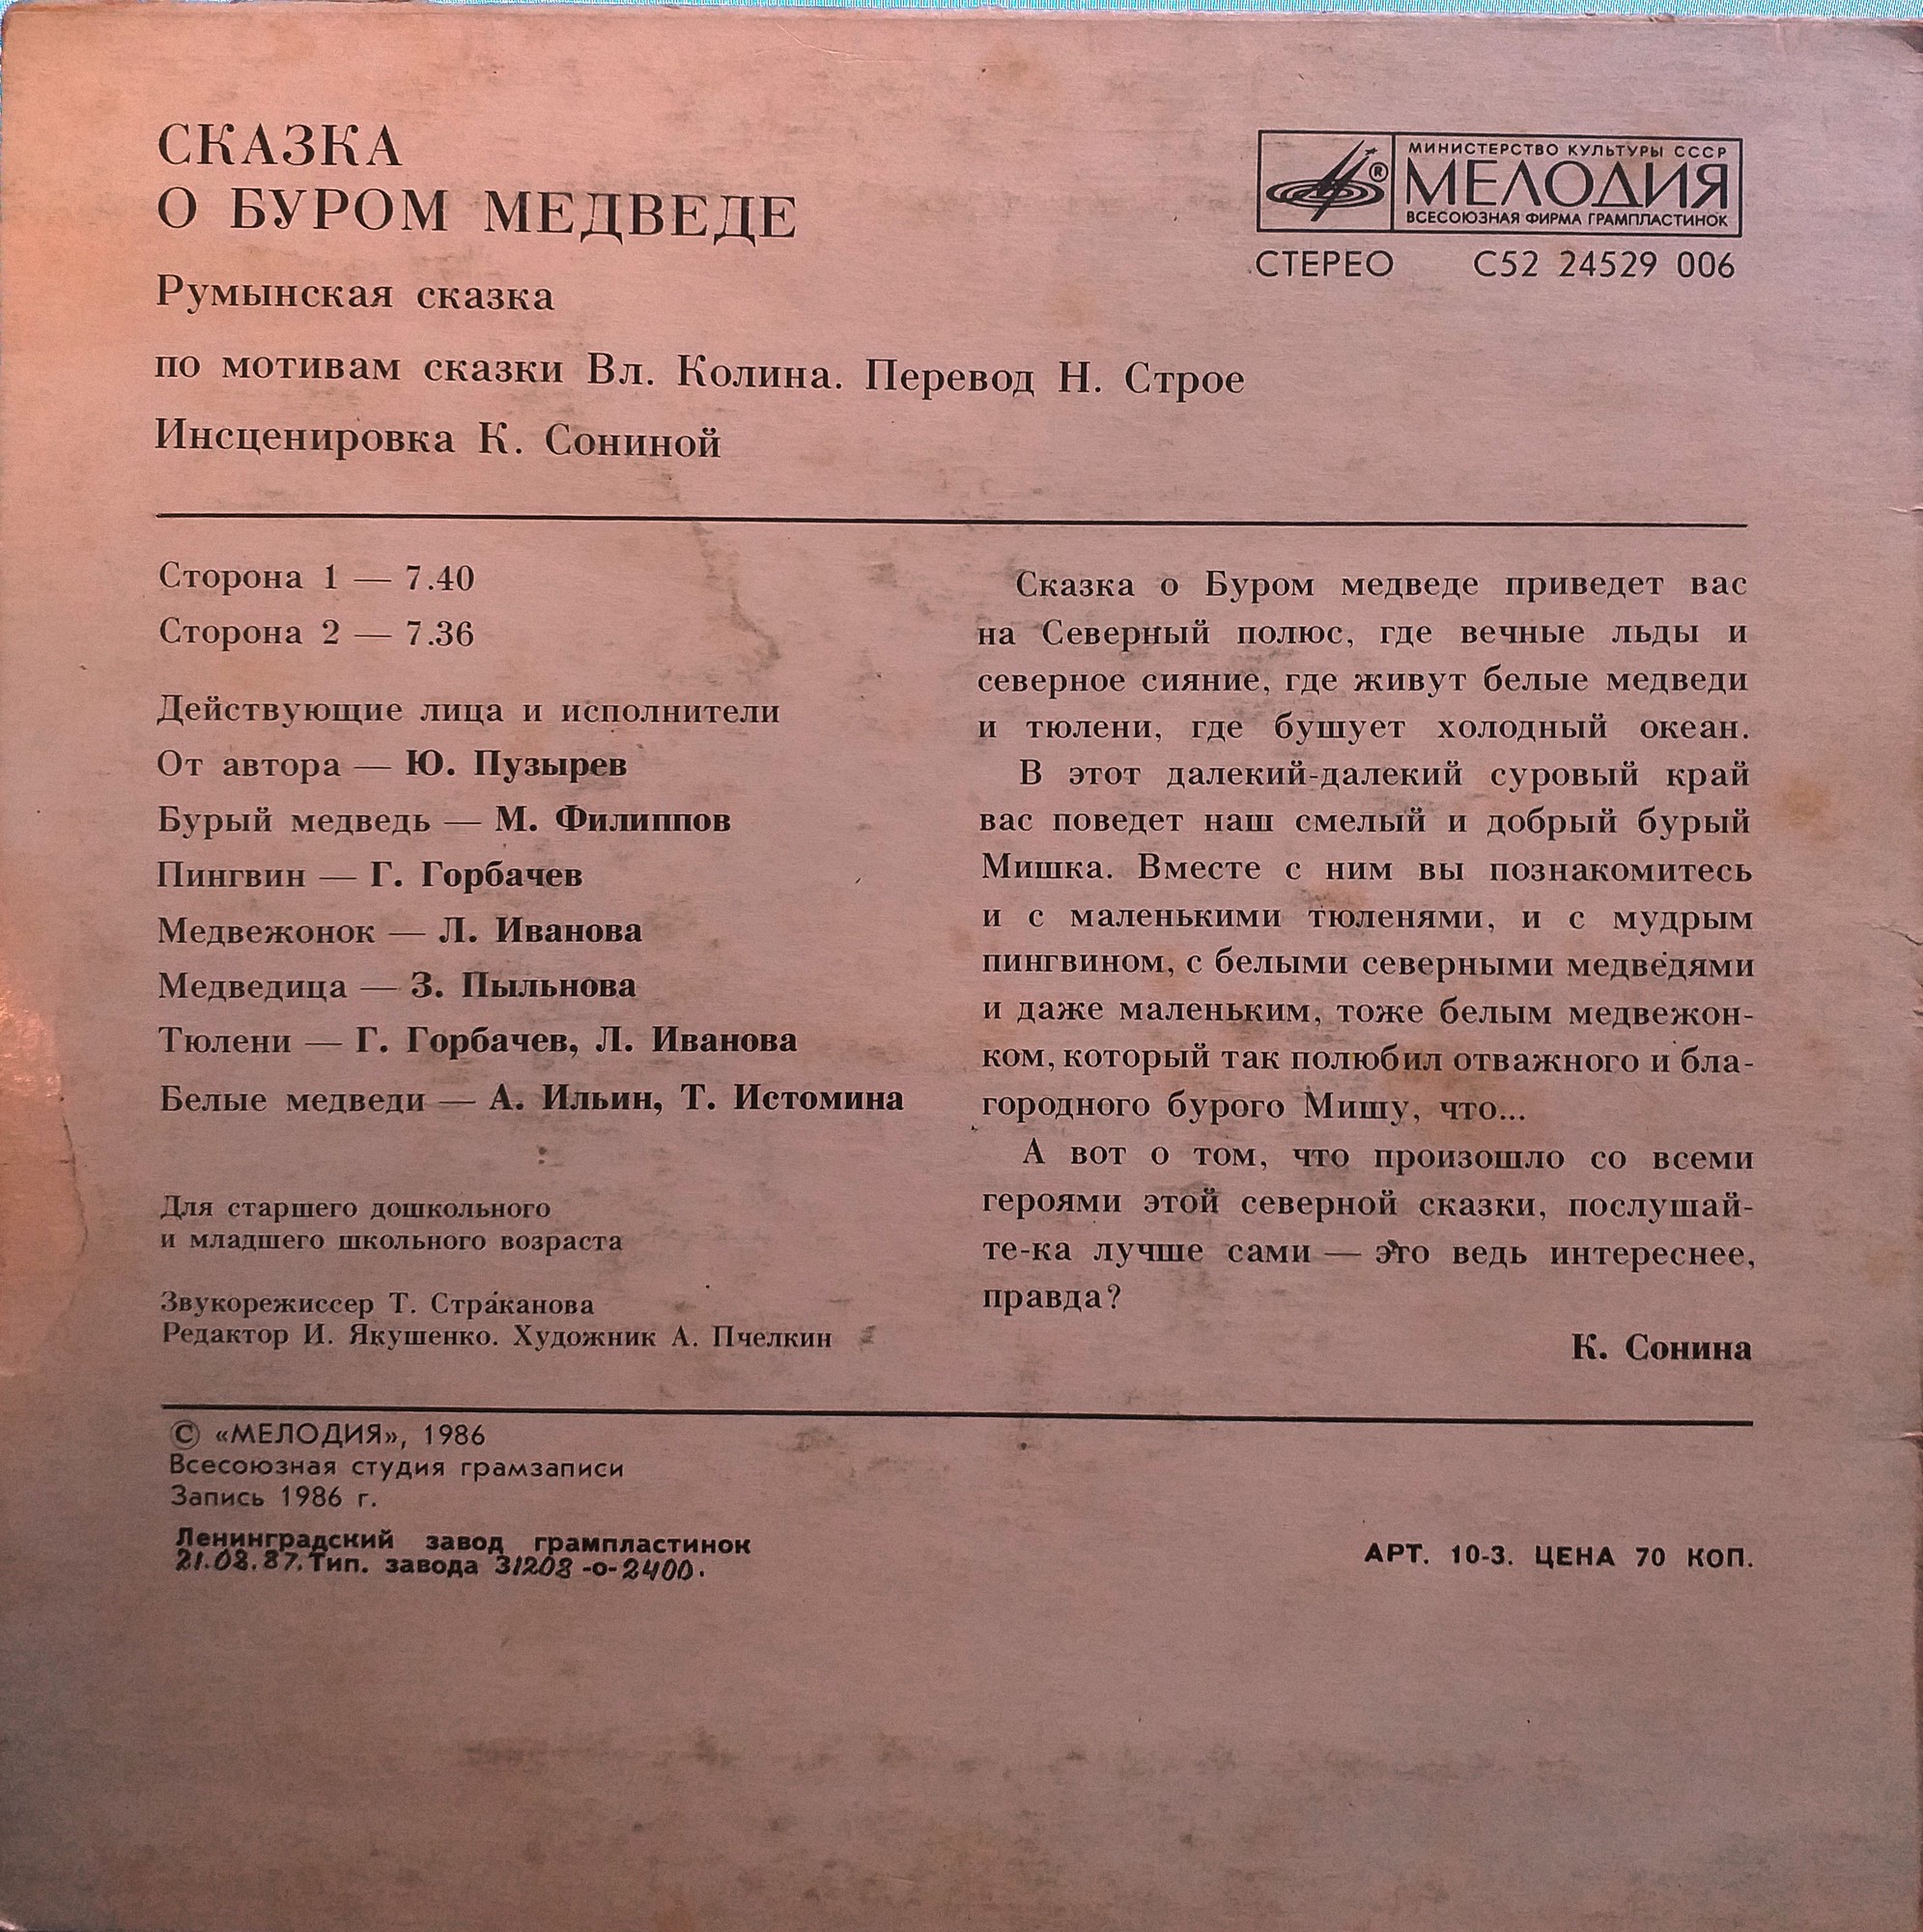 СКАЗКА
О БУРОМ МЕДВЕДЕ
Румынская сказка
по мотивам сказки Вл. Колина. Перевод Н. Строе
Инсценировка К. Сониной
МИНИСТЕРСТВО КУЛЬТУРЫ СССР
®
МЕЛОДИЯ
ВСЕСОЮЗНАЯ ФИРМА ГРАМПЛАСТИНОК
СТЕРЕО С52 24529 006
Сторона 1 — 7.40
Сторона 2 — 7.36
Действующие лица и исполнители
От автора — Ю. Пузырев
Бурый медведь — М. Филиппов
Пингвин — Г. Горбачев
Медвежонок — Л. Иванова
Медведица — З. Пыльнова
Тюлени — Г. Горбачев, Л. Иванова
Белые медведи — А. Ильин, Т. Истомина
Для старшего дошкольного
и младшего школьного возраста
Звукорежиссер Т. Страканова
Редактор И. Якушенко. Художник А. Пчелкин
Сказка о Буром медведе приведет вас
на Северный полюс, где вечные льды и
северное сияние, где живут белые медведи
и тюлени, где бушует холодный океан.
В этот далекий-далекий суровый край
вас поведет наш смелый и добрый бурый
Мишка. Вместе с ним вы познакомитесь
и с маленькими тюленями, и с мудрым
пингвином, с белыми северными медведями
и даже маленьким, тоже белым медвежон-
ком, который так полюбил отважного и бла-
городного бурого Мишу, что...
А вот о том, что произошло со всеми
героями этой северной сказки, послушай-
те-ка лучше сами — это ведь интереснее,
правда?
К. Сонина
© «МЕЛОДИЯ», 1986
Всесоюзная студия грамзаписи
Запись 1986 г.
Ленинградский завод грампластинок
21.08.87. Тип. завода 31208-о-2400.
АРТ. 10-3. ЦЕНА 70 КОП.